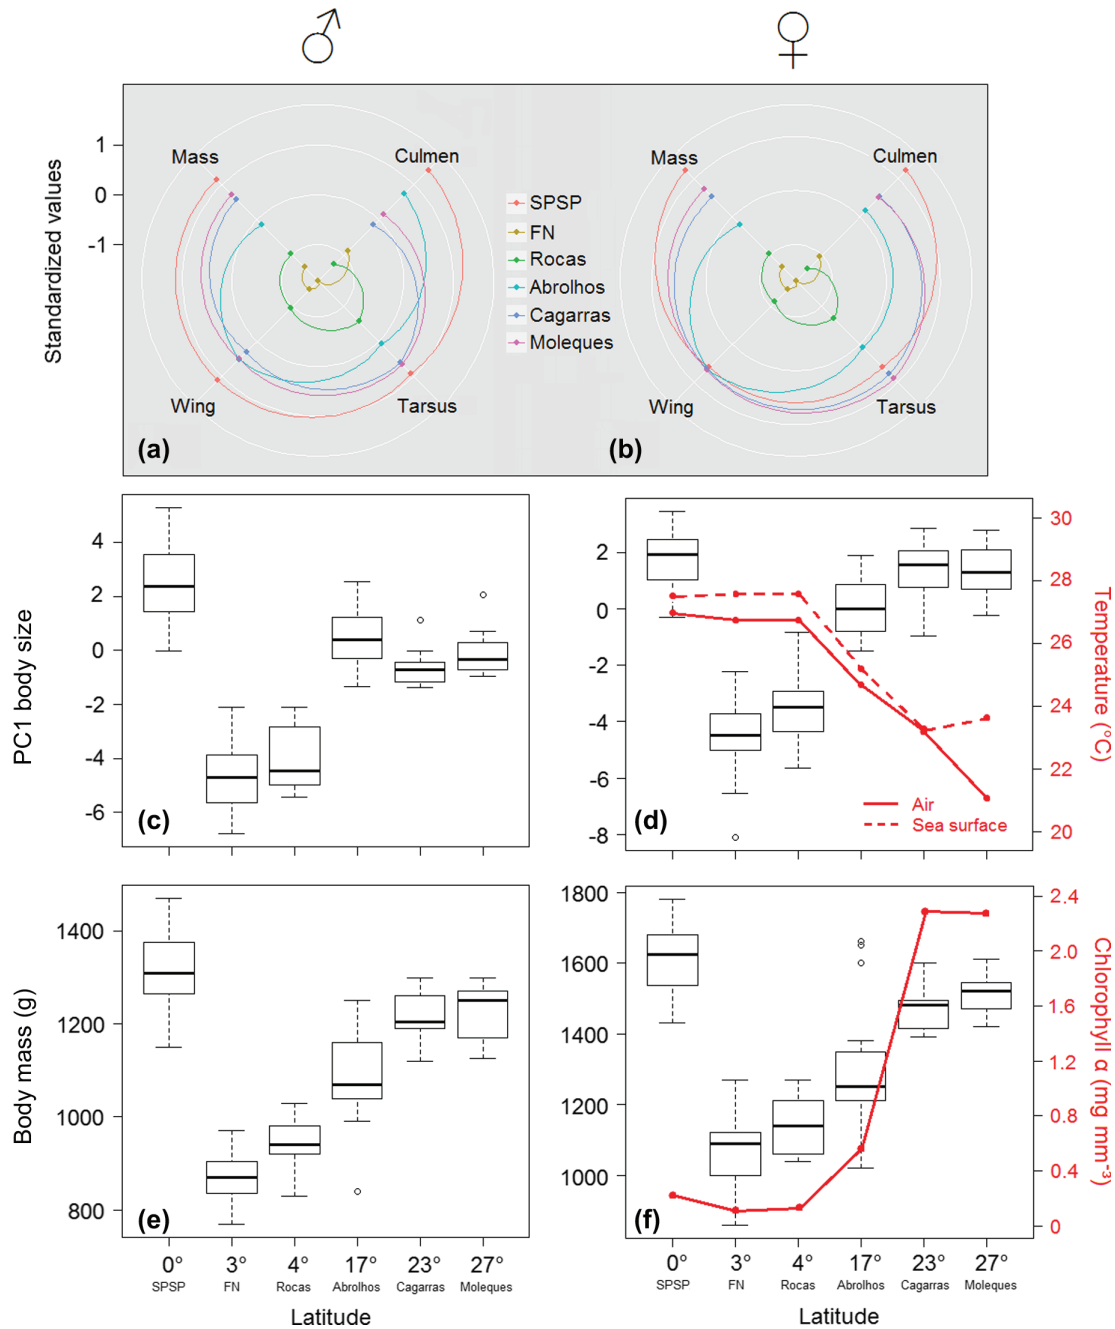 ♂ ♀
Standardized values
1
0
-1
Mass
Culmen
Wing
Tarsus
(a)
SPSP
FN
Rocas
Abrolhos
Cagarras
Moleques
Mass
Culmen
Wing
Tarsus
(b)
PC1 body size
4
2
0
-2
-4
-6
(c)
2
0
-2
-4
-6
-8
(d)
Air
Sea surface
30
28
26
24
22
21
20
Temperature (°C)
Body mass (g)
1400
1200
1000
800
(e)
1800
1600
1400
1200
1000
(f)
2.4
2.0
1.6
1.2
0.8
0.4
0
Chlorophyll α (mg mm⁻³)
0° 3° 4° 17° 23° 27°
SPSP FN Rocas Abrolhos Cagarras Moleques
Latitude
0° 3° 4° 17° 23° 27°
SPSP FN Rocas Abrolhos Cagarras Moleques
Latitude